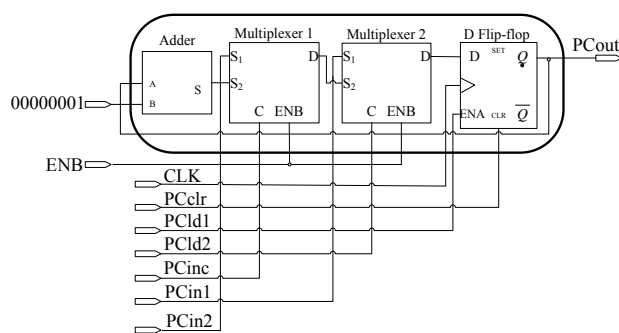 Multiplexer 1 Multiplexer 2 D Flip-flop
Adder
PCout
S₁ D S₁ D SET Q
A S S₂ S₂
00000001 B C ENB C ENB ENA CLR Q̅
ENB
CLK
PCclr
PCld1
PCld2
PCinc
PCin1
PCin2